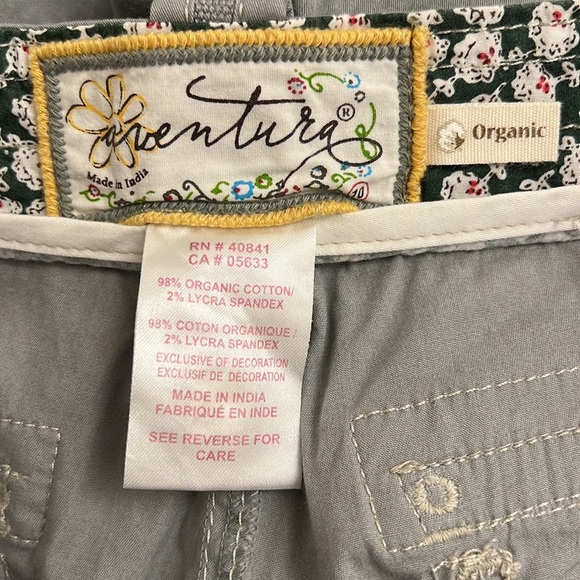 aventura®
Made in India
10
Organic
RN # 40841
CA # 05633
98% ORGANIC COTTON/
2% LYCRA SPANDEX
98% COTON ORGANIQUE /
2% LYCRA SPANDEX
EXCLUSIVE OF DECORATION
EXCLUSIF DE DÉCORATION
MADE IN INDIA
FABRIQUÉ EN INDE
SEE REVERSE FOR
CARE